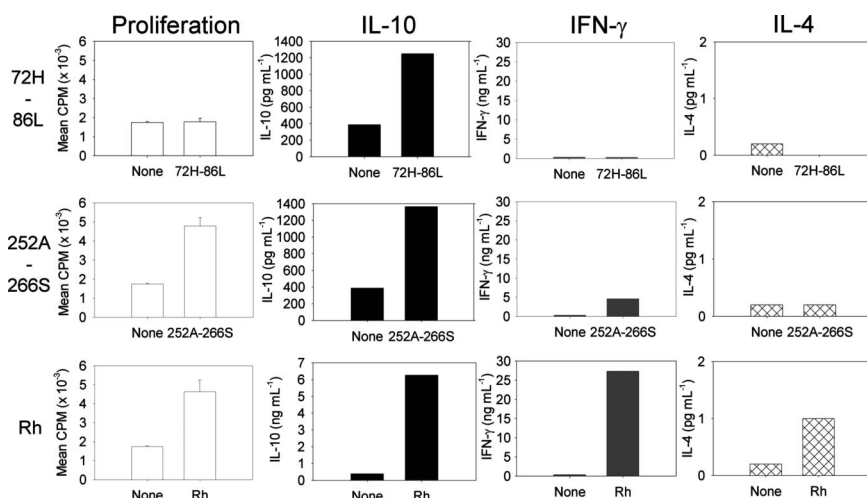 Proliferation IL-10 IFN-γ IL-4
72H
-
86L
Mean CPM (x 10⁻³)
6
5
4
3
2
1
0
None 72H-86L
IL-10 (pg mL⁻¹)
1400
1200
1000
800
600
400
200
0
None 72H-86L
IFN-γ (ng mL⁻¹)
30
25
20
15
10
5
0
None 72H-86L
IL-4 (pg mL⁻¹)
2
1
0
None 72H-86L
252A
-
266S
Mean CPM (x 10⁻³)
6
5
4
3
2
1
0
None 252A-266S
IL-10 (pg mL⁻¹)
1400
1200
1000
800
600
400
200
0
None 252A-266S
IFN-γ (ng mL⁻¹)
30
25
20
15
10
5
0
None 252A-266S
IL-4 (pg mL⁻¹)
2
1
0
None 252A-266S
Rh
Mean CPM (x 10⁻³)
6
5
4
3
2
1
0
None Rh
IL-10 (ng mL⁻¹)
7
6
5
4
3
2
1
0
None Rh
IFN-γ (ng mL⁻¹)
30
25
20
15
10
5
0
None Rh
IL-4 (pg mL⁻¹)
2
1
0
None Rh